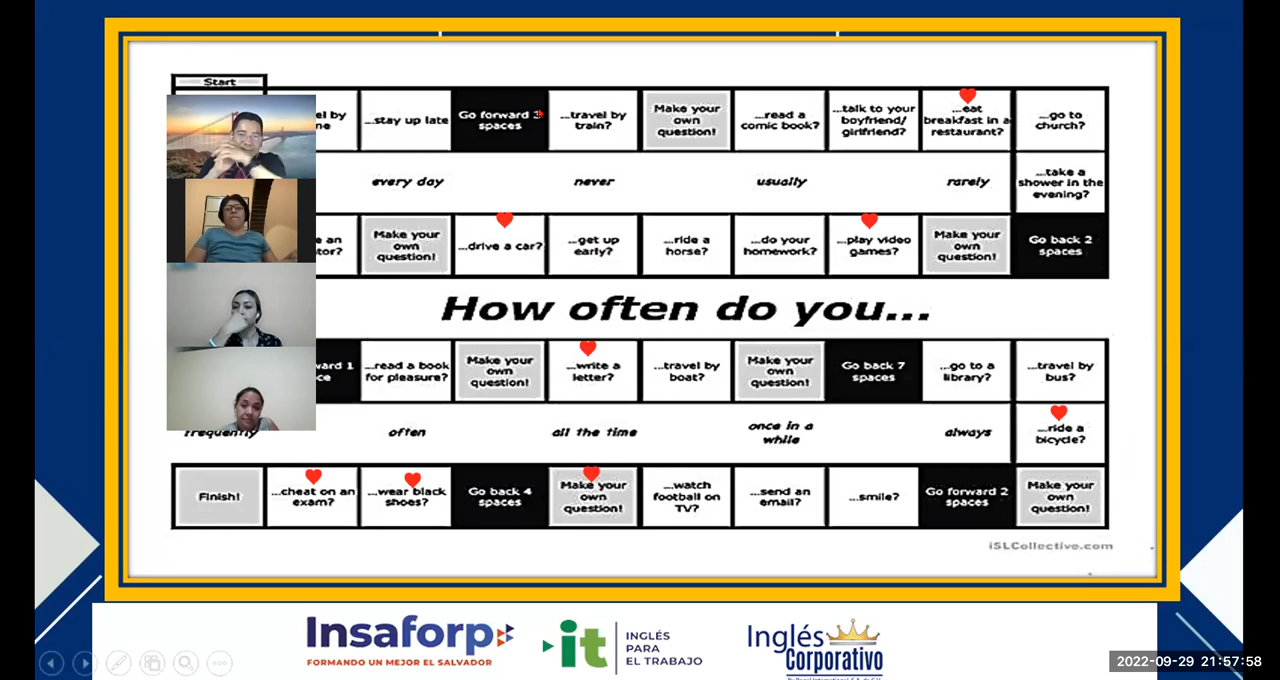 Start
el by
ne
...stay up late
Go forward 3
spaces
...travel by
train?
Make your
own
question!
...read a
comic book?
...talk to your
boyfriend/
girlfriend?
...eat
breakfast in a
restaurant?
...go to
church?
every day
never
usually
rarely
...take a
shower in the
evening?
e an
tor?
Make your
own
question!
...drive a car?
...get up
early?
...ride a
horse?
...do your
homework?
...play video
games?
Make your
own
question!
Go back 2
spaces
How often do you...
ward 1
ce
...read a book
for pleasure?
Make your
own
question!
...write a
letter?
...travel by
boat?
Make your
own
question!
Go back 7
spaces
...go to a
library?
...travel by
bus?
frequently
often
all the time
once in a
while
always
...ride a
bicycle?
Finish!
...cheat on an
exam?
...wear black
shoes?
Go back 4
spaces
Make your
own
question!
...watch
football on
TV?
...send an
email?
...smile?
Go forward 2
spaces
Make your
own
question!
iSLCollective.com
Insaforp
FORMANDO UN MEJOR EL SALVADOR
it
INGLÉS
PARA
EL TRABAJO
Inglés
Corporativo
2022-09-29 21:57:58